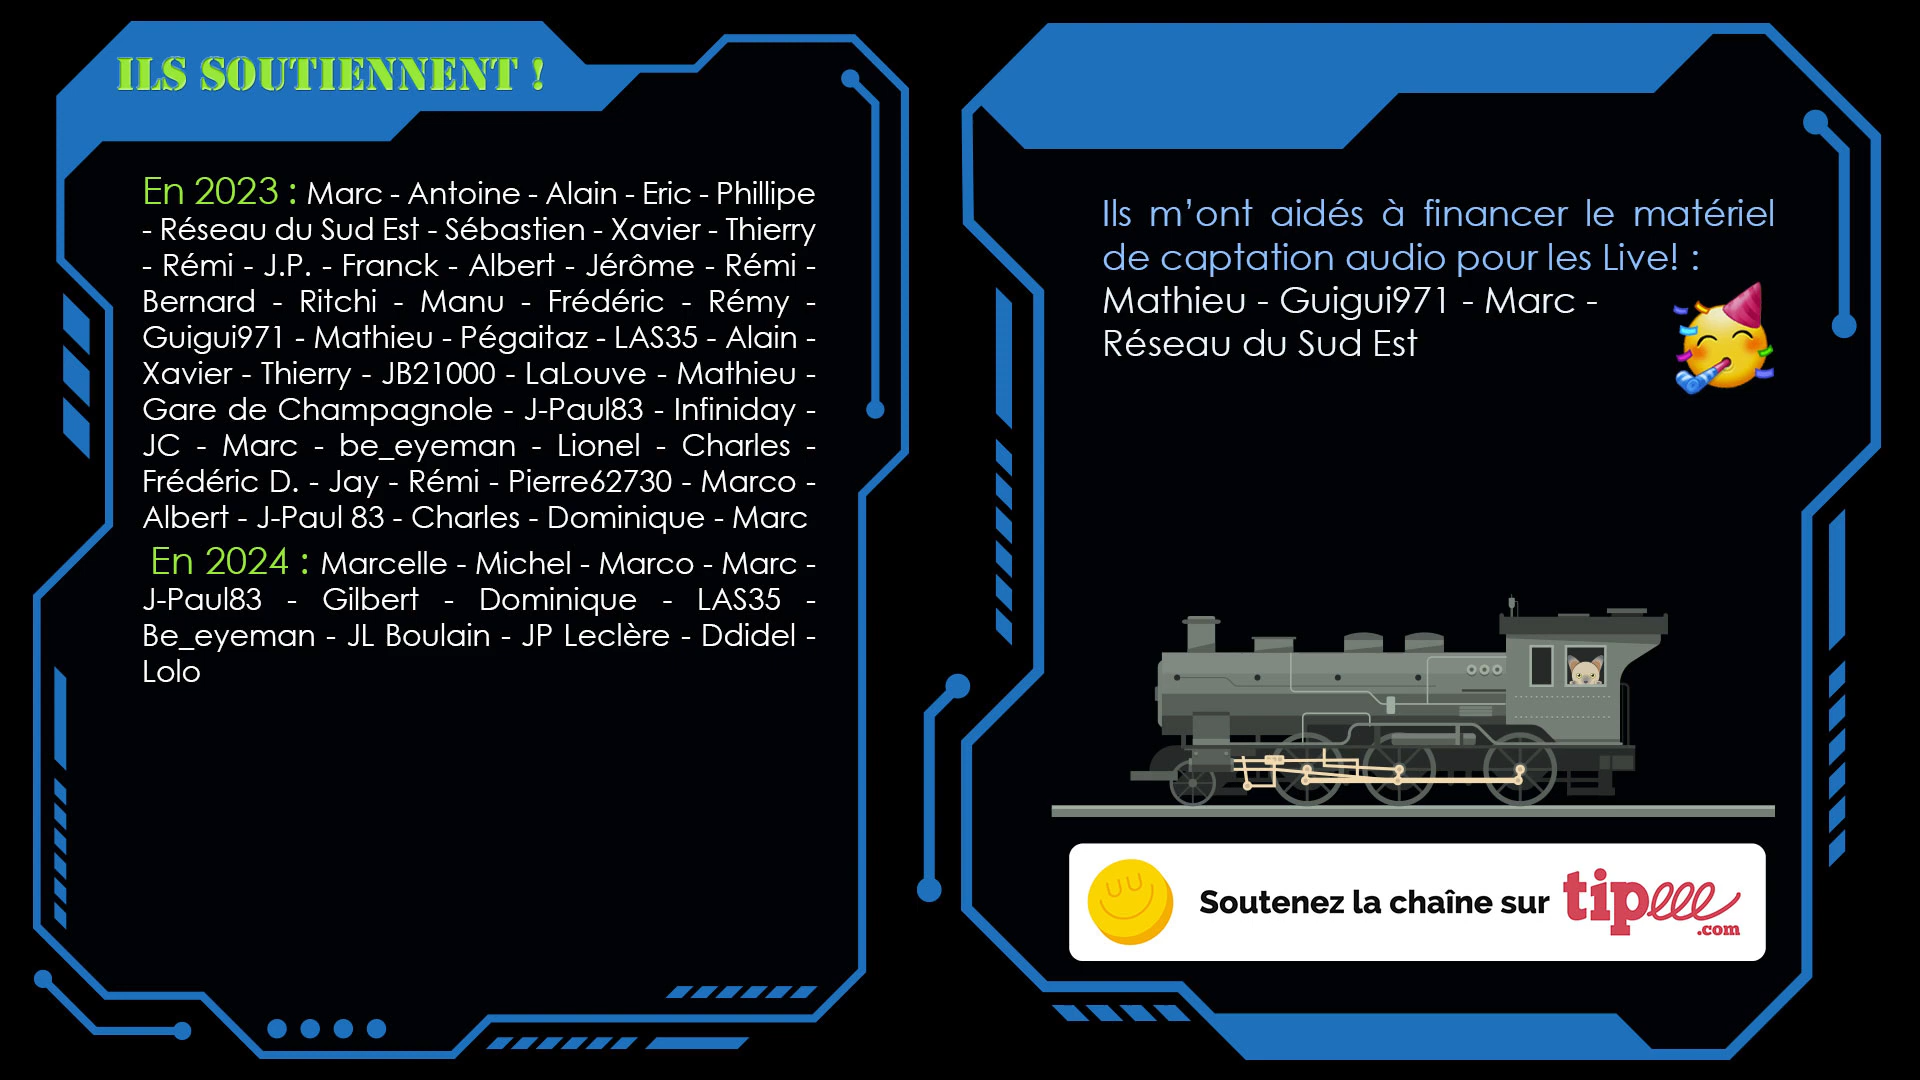 ILS SOUTIENNENT !
En 2023 : Marc - Antoine - Alain - Eric - Phillipe
- Réseau du Sud Est - Sébastien - Xavier - Thierry
- Rémi - J.P. - Franck - Albert - Jérôme - Rémi -
Bernard - Ritchi - Manu - Frédéric - Rémy -
Guigui971 - Mathieu - Pégaitaz - LAS35 - Alain -
Xavier - Thierry - JB21000 - LaLouve - Mathieu -
Gare de Champagnole - J-Paul83 - Infiniday -
JC - Marc - be_eyeman - Lionel - Charles -
Frédéric D. - Jay - Rémi - Pierre62730 - Marco -
Albert - J-Paul 83 - Charles - Dominique - Marc
En 2024 : Marcelle - Michel - Marco - Marc -
J-Paul83 - Gilbert - Dominique - LAS35 -
Be_eyeman - JL Boulain - JP Leclère - Ddidel -
Lolo
Ils m’ont aidés à financer le matériel
de captation audio pour les Live! :
Mathieu - Guigui971 - Marc -
Réseau du Sud Est
Soutenez la chaîne sur tipeee
.com